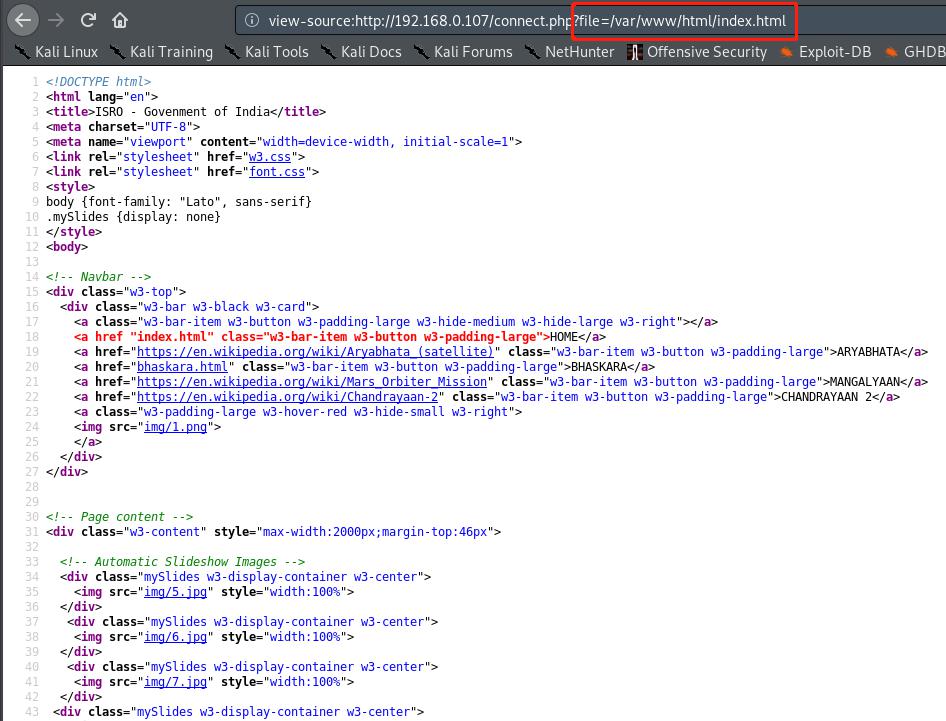 view-source:http://192.168.0.107/connect.php?file=/var/www/html/index.html
Kali Linux Kali Training Kali Tools Kali Docs Kali Forums NetHunter Offensive Security Exploit-DB GHDB
1 <!DOCTYPE html>
2 <html lang="en">
3 <title>ISRO - Govenment of India</title>
4 <meta charset="UTF-8">
5 <meta name="viewport" content="width=device-width, initial-scale=1">
6 <link rel="stylesheet" href="w3.css">
7 <link rel="stylesheet" href="font.css">
8 <style>
9 body {font-family: "Lato", sans-serif}
10 .mySlides {display: none}
11 </style>
12 <body>
13
14 <!-- Navbar -->
15 <div class="w3-top">
16 <div class="w3-bar w3-black w3-card">
17 <a class="w3-bar-item w3-button w3-padding-large w3-hide-medium w3-hide-large w3-right"></a>
18 <a href "index.html" class="w3-bar-item w3-button w3-padding-large">HOME</a>
19 <a href="https://en.wikipedia.org/wiki/Aryabhata_(satellite)" class="w3-bar-item w3-button w3-padding-large">ARYABHATA</a>
20 <a href="bhaskara.html" class="w3-bar-item w3-button w3-padding-large">BHASKARA</a>
21 <a href="https://en.wikipedia.org/wiki/Mars_Orbiter_Mission" class="w3-bar-item w3-button w3-padding-large">MANGALYAAN</a>
22 <a href="https://en.wikipedia.org/wiki/Chandrayaan-2" class="w3-bar-item w3-button w3-padding-large">CHANDRAYAAN 2</a>
23 <a class="w3-padding-large w3-hover-red w3-hide-small w3-right">
24 <img src="img/1.png">
25 </a>
26 </div>
27 </div>
28
29
30 <!-- Page content -->
31 <div class="w3-content" style="max-width:2000px;margin-top:46px">
32
33 <!-- Automatic Slideshow Images -->
34 <div class="mySlides w3-display-container w3-center">
35 <img src="img/5.jpg" style="width:100%">
36 </div>
37 <div class="mySlides w3-display-container w3-center">
38 <img src="img/6.jpg" style="width:100%">
39 </div>
40 <div class="mySlides w3-display-container w3-center">
41 <img src="img/7.jpg" style="width:100%">
42 </div>
43 <div class="mySlides w3-display-container w3-center">